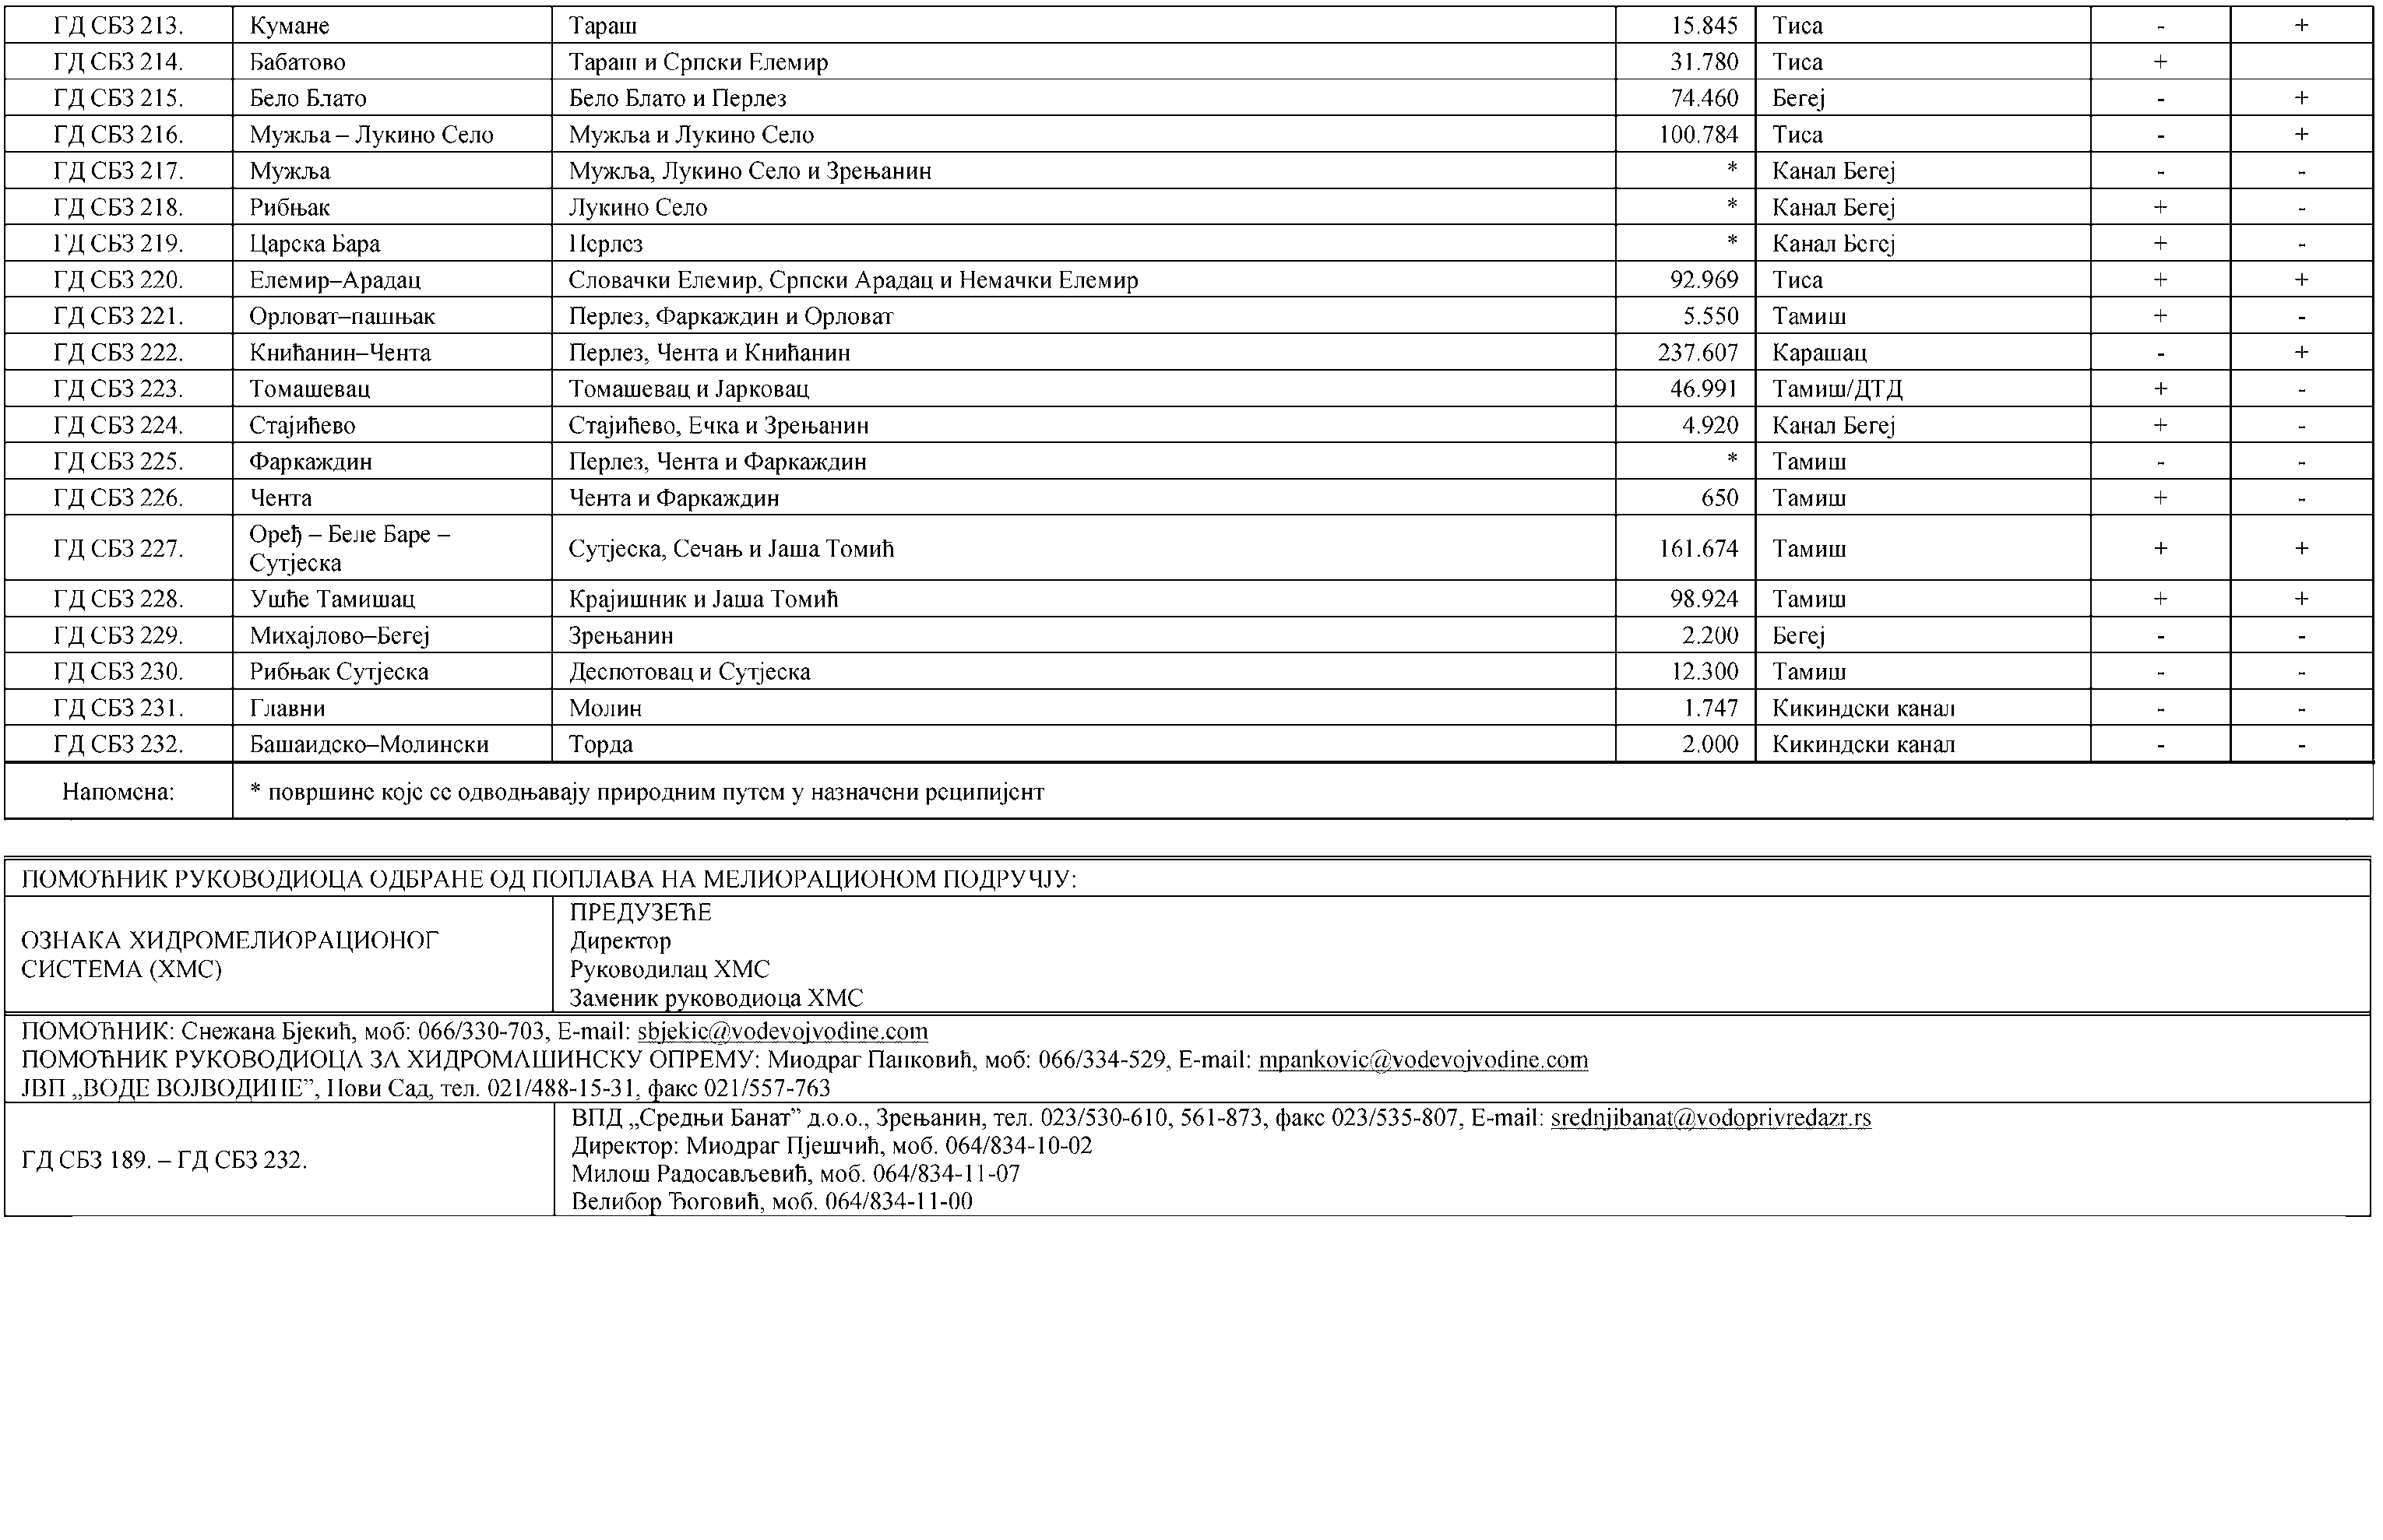 ГД СБЗ 213. Кумане Тараш 15.845 Тиса - +
ГД СБЗ 214. Бабатово Тараш и Српски Елемир 31.780 Тиса +
ГД СБЗ 215. Бело Блато Бело Блато и Перлез 74.460 Бегеј - +
ГД СБЗ 216. Мужља – Лукино Село Мужља и Лукино Село 100.784 Тиса - +
ГД СБЗ 217. Мужља Мужља, Лукино Село и Зрењанин * Канал Бегеј - -
ГД СБЗ 218. Рибњак Лукино Село * Канал Бегеј + -
ГД СБЗ 219. Царска Бара Перлез * Канал Бегеј + -
ГД СБЗ 220. Елемир–Арадац Словачки Елемир, Српски Арадац и Немачки Елемир 92.969 Тиса + +
ГД СБЗ 221. Орловат–пашњак Перлез, Фаркаждин и Орловат 5.550 Тамиш + -
ГД СБЗ 222. Книћанин–Чента Перлез, Чента и Книћанин 237.607 Карашац - +
ГД СБЗ 223. Томашевац Томашевац и Јарковац 46.991 Тамиш/ДТД + -
ГД СБЗ 224. Стајићево Стајићево, Ечка и Зрењанин 4.920 Канал Бегеј + -
ГД СБЗ 225. Фаркаждин Перлез, Чента и Фаркаждин * Тамиш - -
ГД СБЗ 226. Чента Чента и Фаркаждин 650 Тамиш + -
Оређ – Беле Баре –
ГД СБЗ 227. Сутјеска Сутјеска, Сечањ и Јаша Томић 161.674 Тамиш + +
ГД СБЗ 228. Ушће Тамишац Крајишник и Јаша Томић 98.924 Тамиш + +
ГД СБЗ 229. Михајлово–Бегеј Зрењанин 2.200 Бегеј - -
ГД СБЗ 230. Рибњак Сутјеска Деспотовац и Сутјеска 12.300 Тамиш - -
ГД СБЗ 231. Главни Молин 1.747 Кикиндски канал - -
ГД СБЗ 232. Башаидско–Молински Торда 2.000 Кикиндски канал - -
Напомена: * површине које се одводњавају природним путем у назначени реципијент
ПОМОЋНИК РУКОВОДИОЦА ОДБРАНЕ ОД ПОПЛАВА НА МЕЛИОРАЦИОНОМ ПОДРУЧЈУ:
ОЗНАКА ХИДРОМЕЛИОРАЦИОНОГ
СИСТЕМА (ХМС)
ПРЕДУЗЕЋЕ
Директор
Руководилац ХМС
Заменик руководиоца ХМС
ПОМОЋНИК: Снежана Бјекић, моб: 066/330-703, E-mail: sbjekic@vodevojvodine.com
ПОМОЋНИК РУКОВОДИОЦА ЗА ХИДРОМАШИНСКУ ОПРЕМУ: Миодраг Панковић, моб: 066/334-529, E-mail: mpankovic@vodevojvodine.com
ЈВП „ВОДЕ ВОЈВОДИНЕ”, Нови Сад, тел. 021/488-15-31, факс 021/557-763
ГД СБЗ 189. – ГД СБЗ 232.
ВПД „Средњи Банат” д.о.о., Зрењанин, тел. 023/530-610, 561-873, факс 023/535-807, E-mail: srednjibanat@vodoprivredazr.rs
Директор: Миодраг Пјешчић, моб. 064/834-10-02
Милош Радосављевић, моб. 064/834-11-07
Велибор Ђоговић, моб. 064/834-11-00